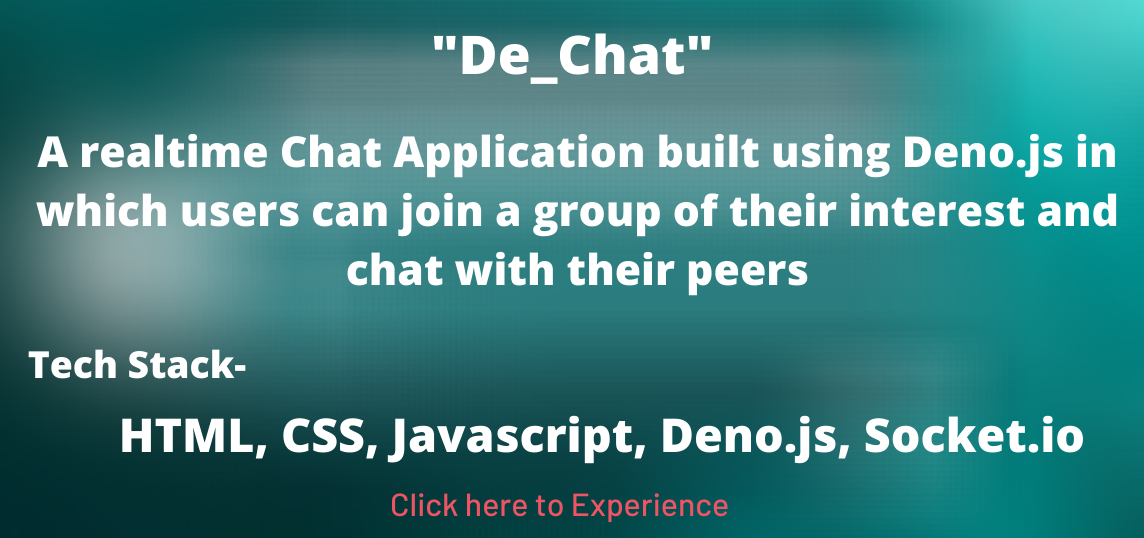 "De_Chat"
A realtime Chat Application built using Deno.js in
which users can join a group of their interest and
chat with their peers
Tech Stack-
HTML, CSS, Javascript, Deno.js, Socket.io
Click here to Experience